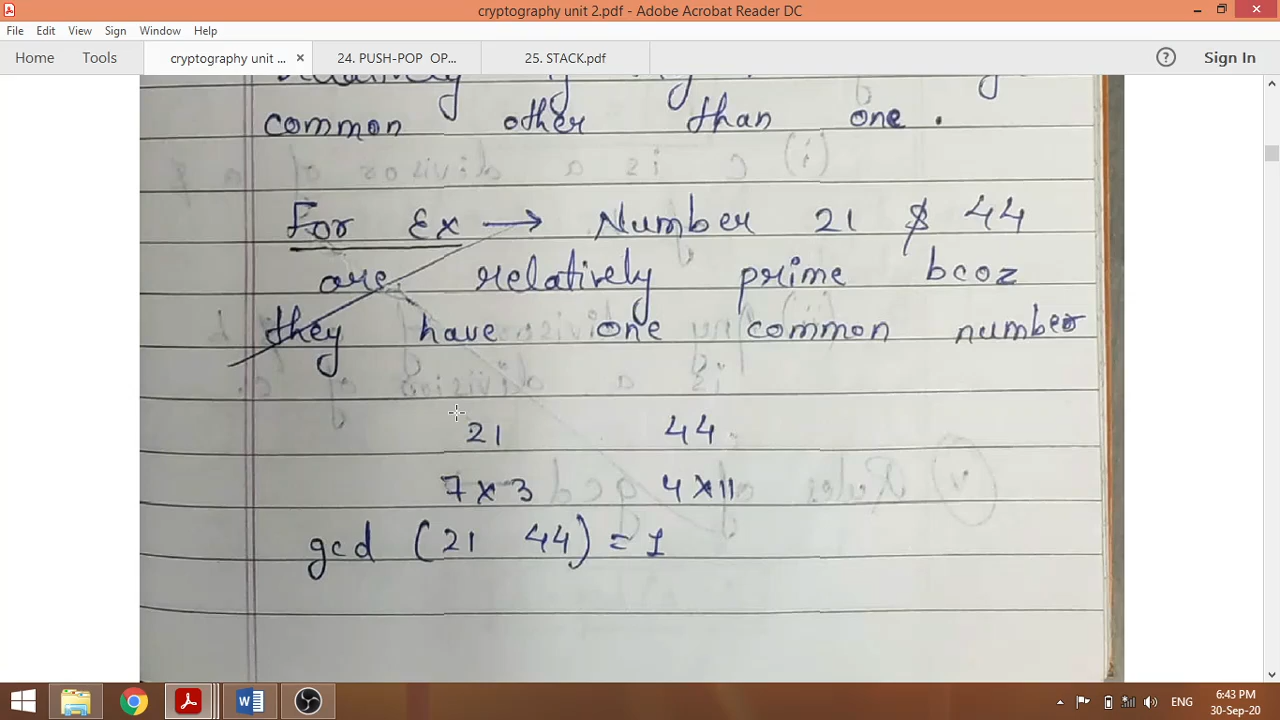 cryptography unit 2.pdf - Adobe Acrobat Reader DC
File Edit View Sign Window Help
Home Tools cryptography unit ... × 24. PUSH-POP OP... 25. STACK.pdf ? Sign In
common other than one .
For Ex → Number 21 $ 44
are relatively prime bcoz
they have one common number
21 44
7 x 3 4 x 11
gcd (21 44) = 1
ENG 6:43 PM
30-Sep-20